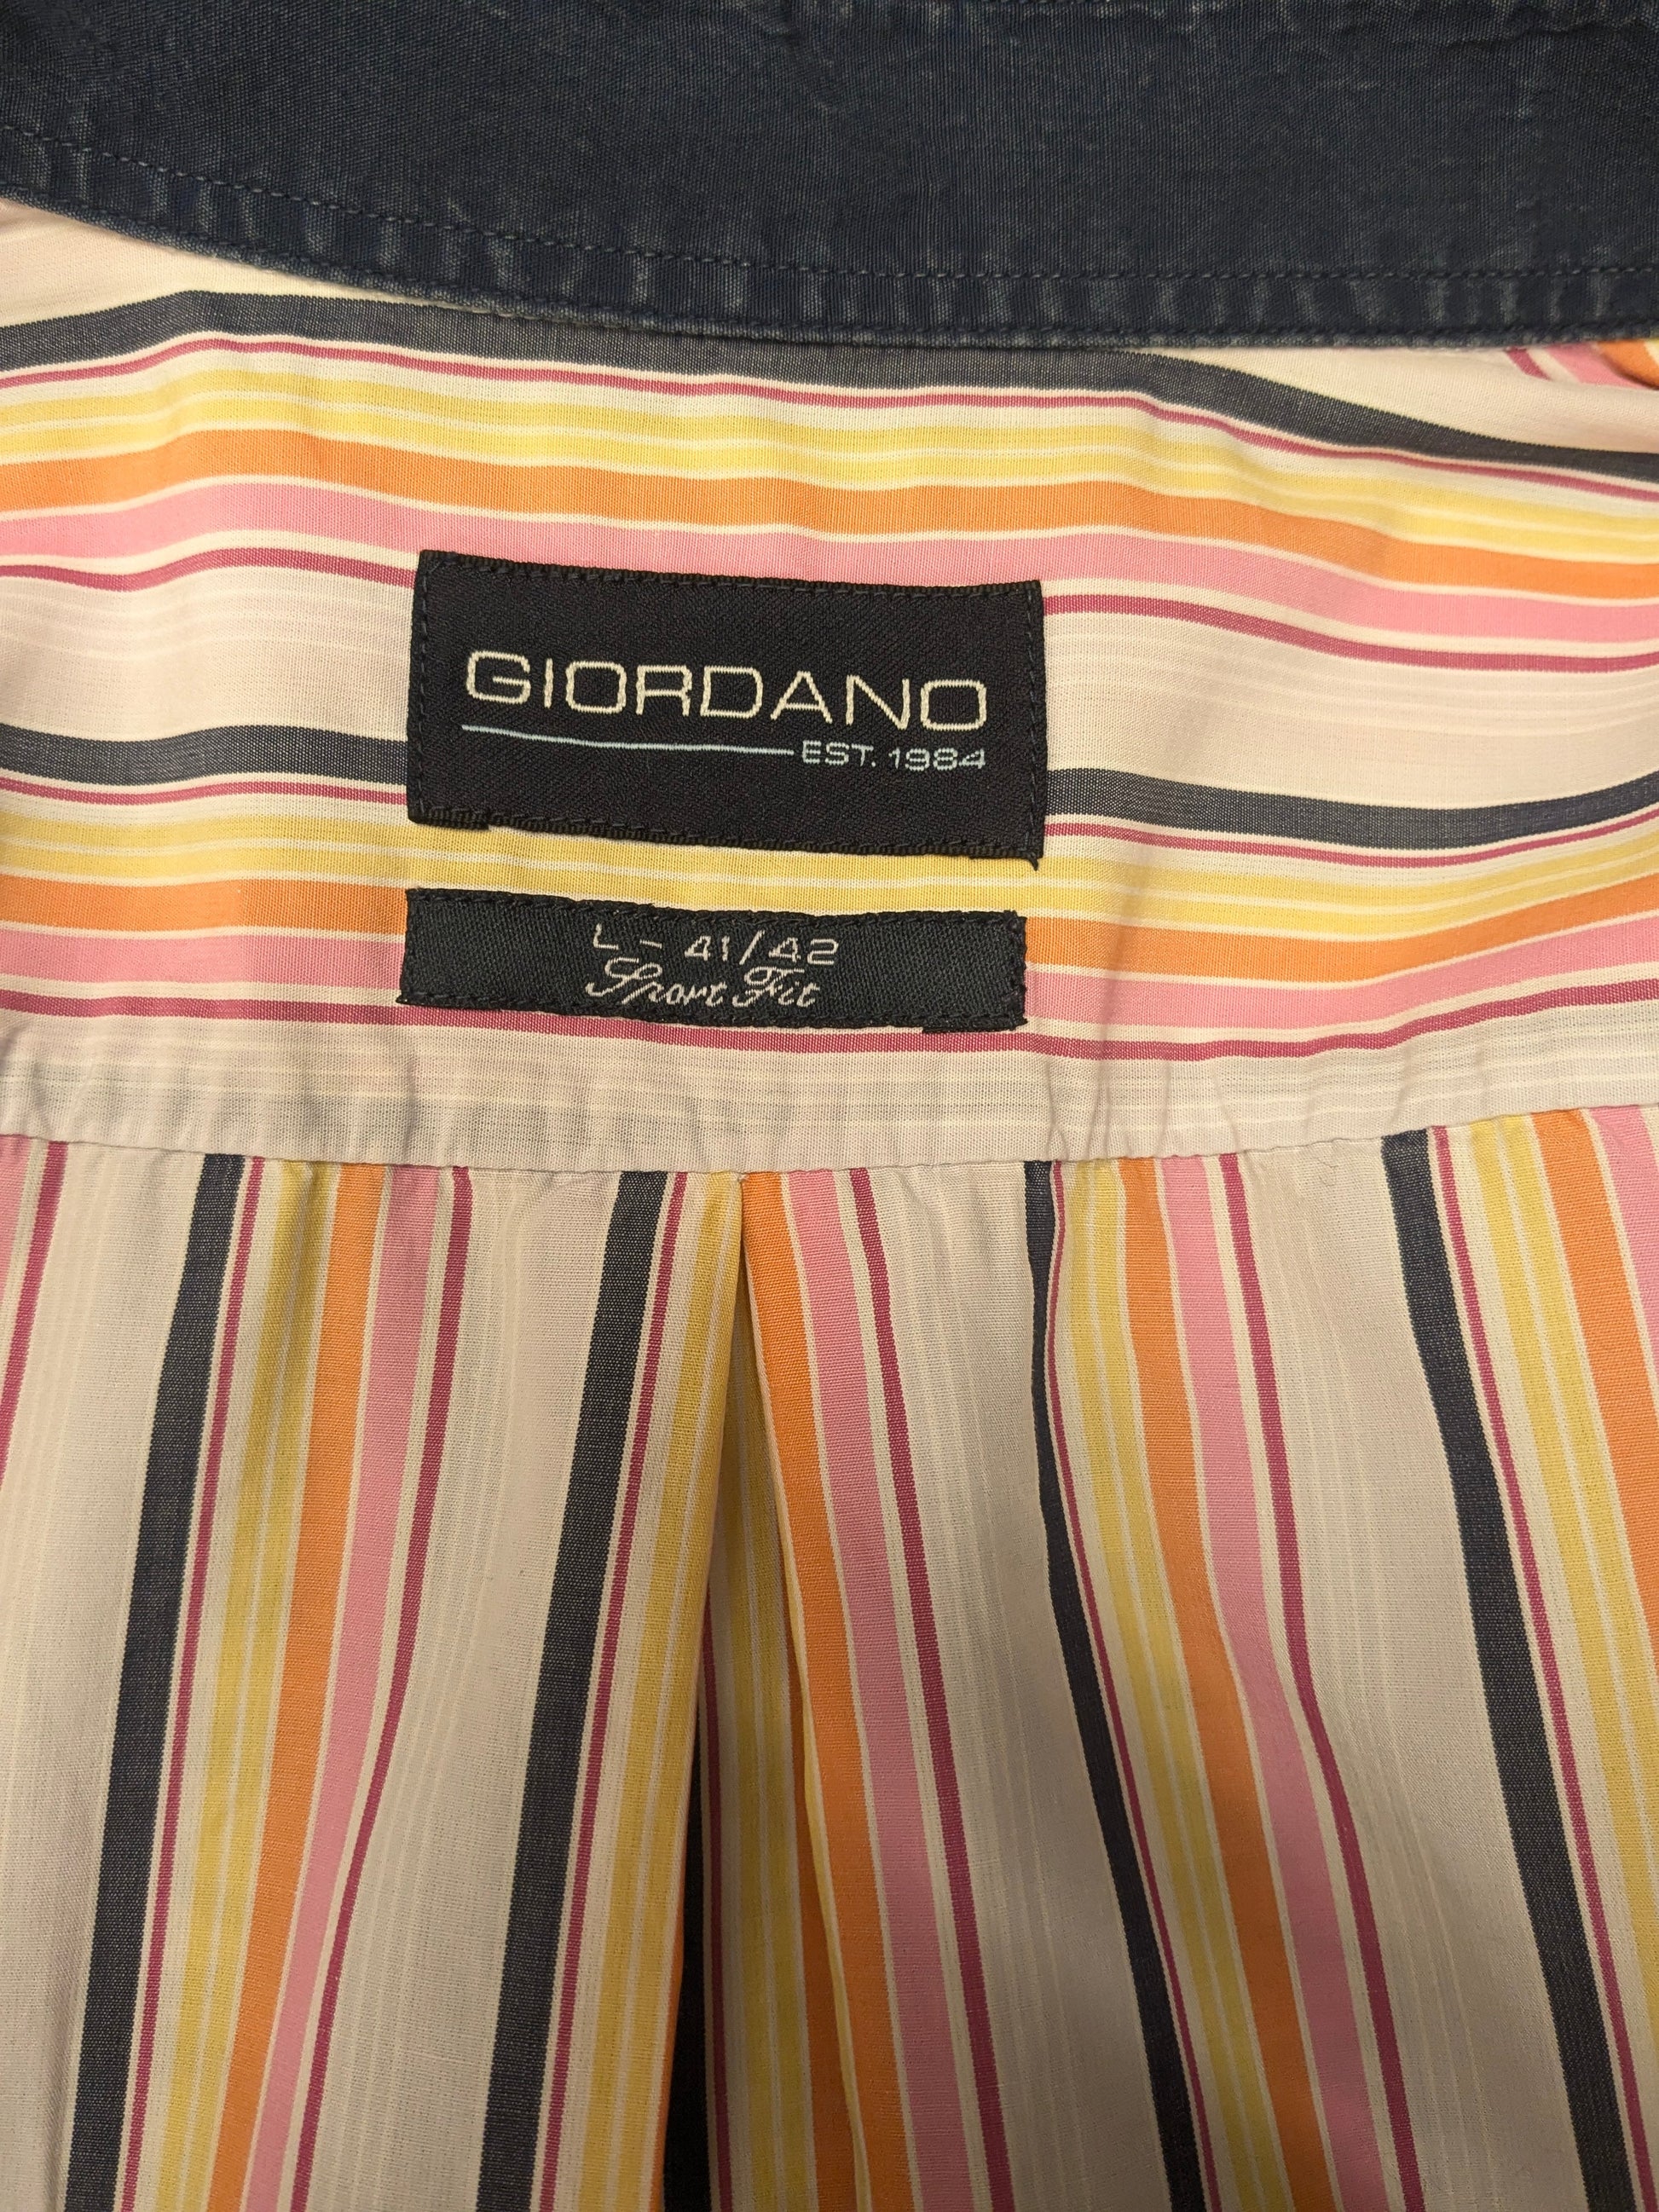 GIORDANO
EST. 1984
L - 41/42
Sport Fit